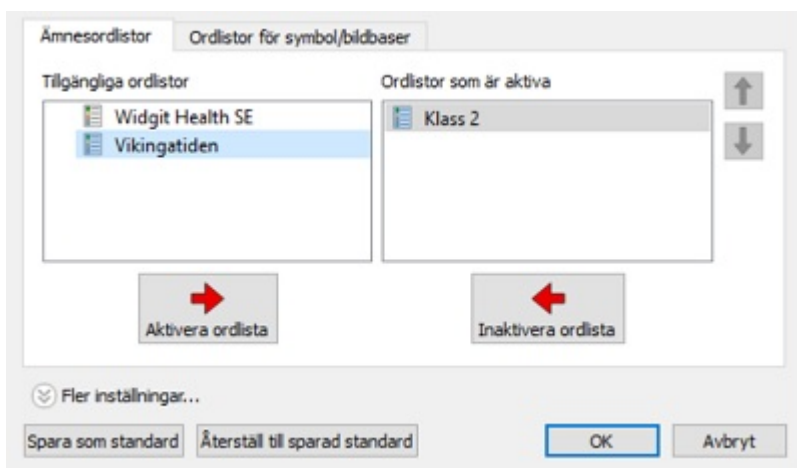 Ämnesordlistor
Ordlistor för symbol/bildbaser
Tillgängliga ordlistor
Widgit Health SE
Vikingatiden
Ordlistor som är aktiva
Klass 2
Aktivera ordlista
Inaktivera ordlista
Fler inställningar...
Spara som standard
Återställ till sparad standard
OK
Avbryt